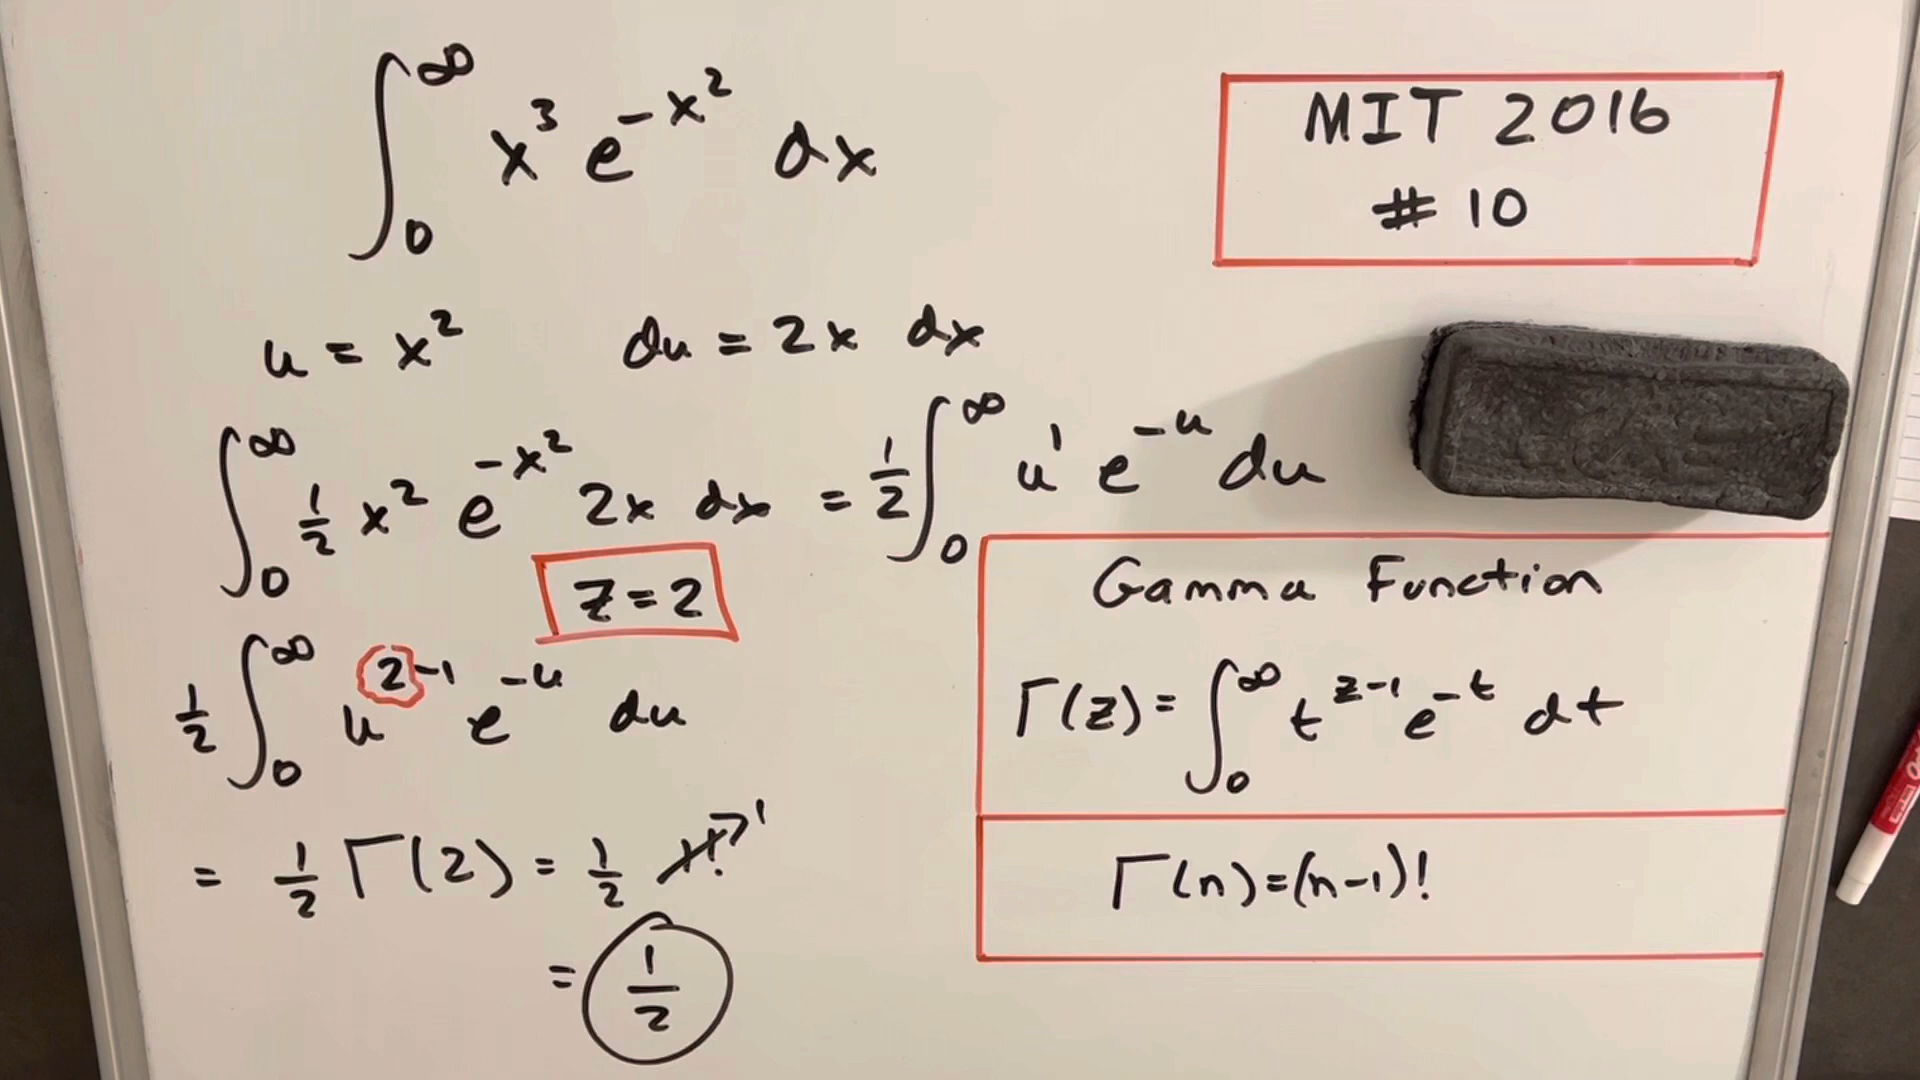 ∫₀^∞ x³ e^(-x²) dx
MIT 2016
# 10
u = x² du = 2x dx
∫₀^∞ ½ x² e^(-x²) 2x dx = ½ ∫₀^∞ u¹ e^(-u) du
z = 2
½ ∫₀^∞ u^(2-1) e^(-u) du
= ½ Γ(2) = ½ 1! 1
= ½
Gamma Function
Γ(z) = ∫₀^∞ t^(z-1) e^(-t) dt
Γ(n) = (n-1)!